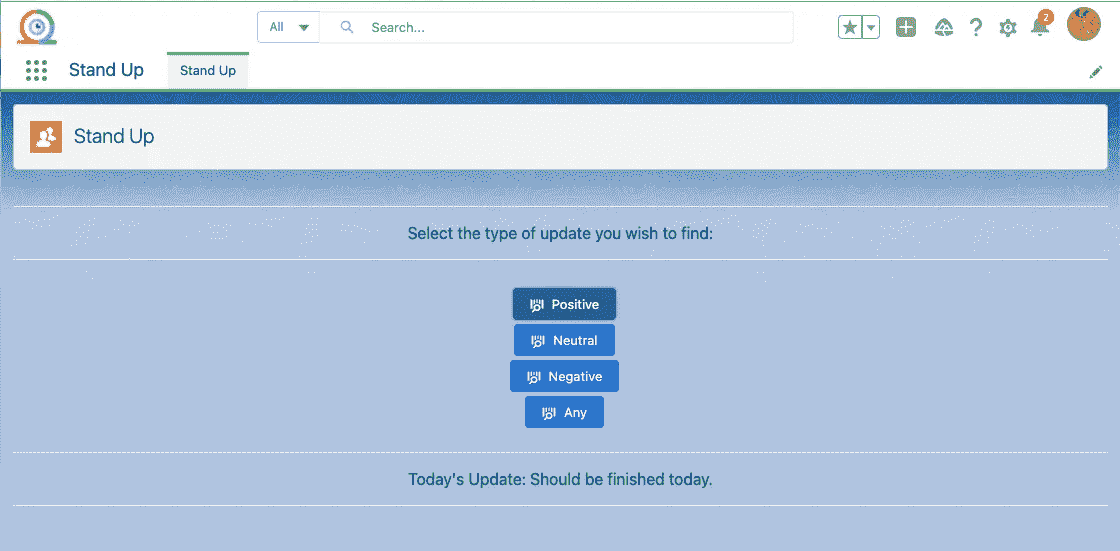 All
Search...
2
Stand Up
Stand Up
Stand Up
Select the type of update you wish to find:
Positive
Neutral
Negative
Any
Today's Update: Should be finished today.